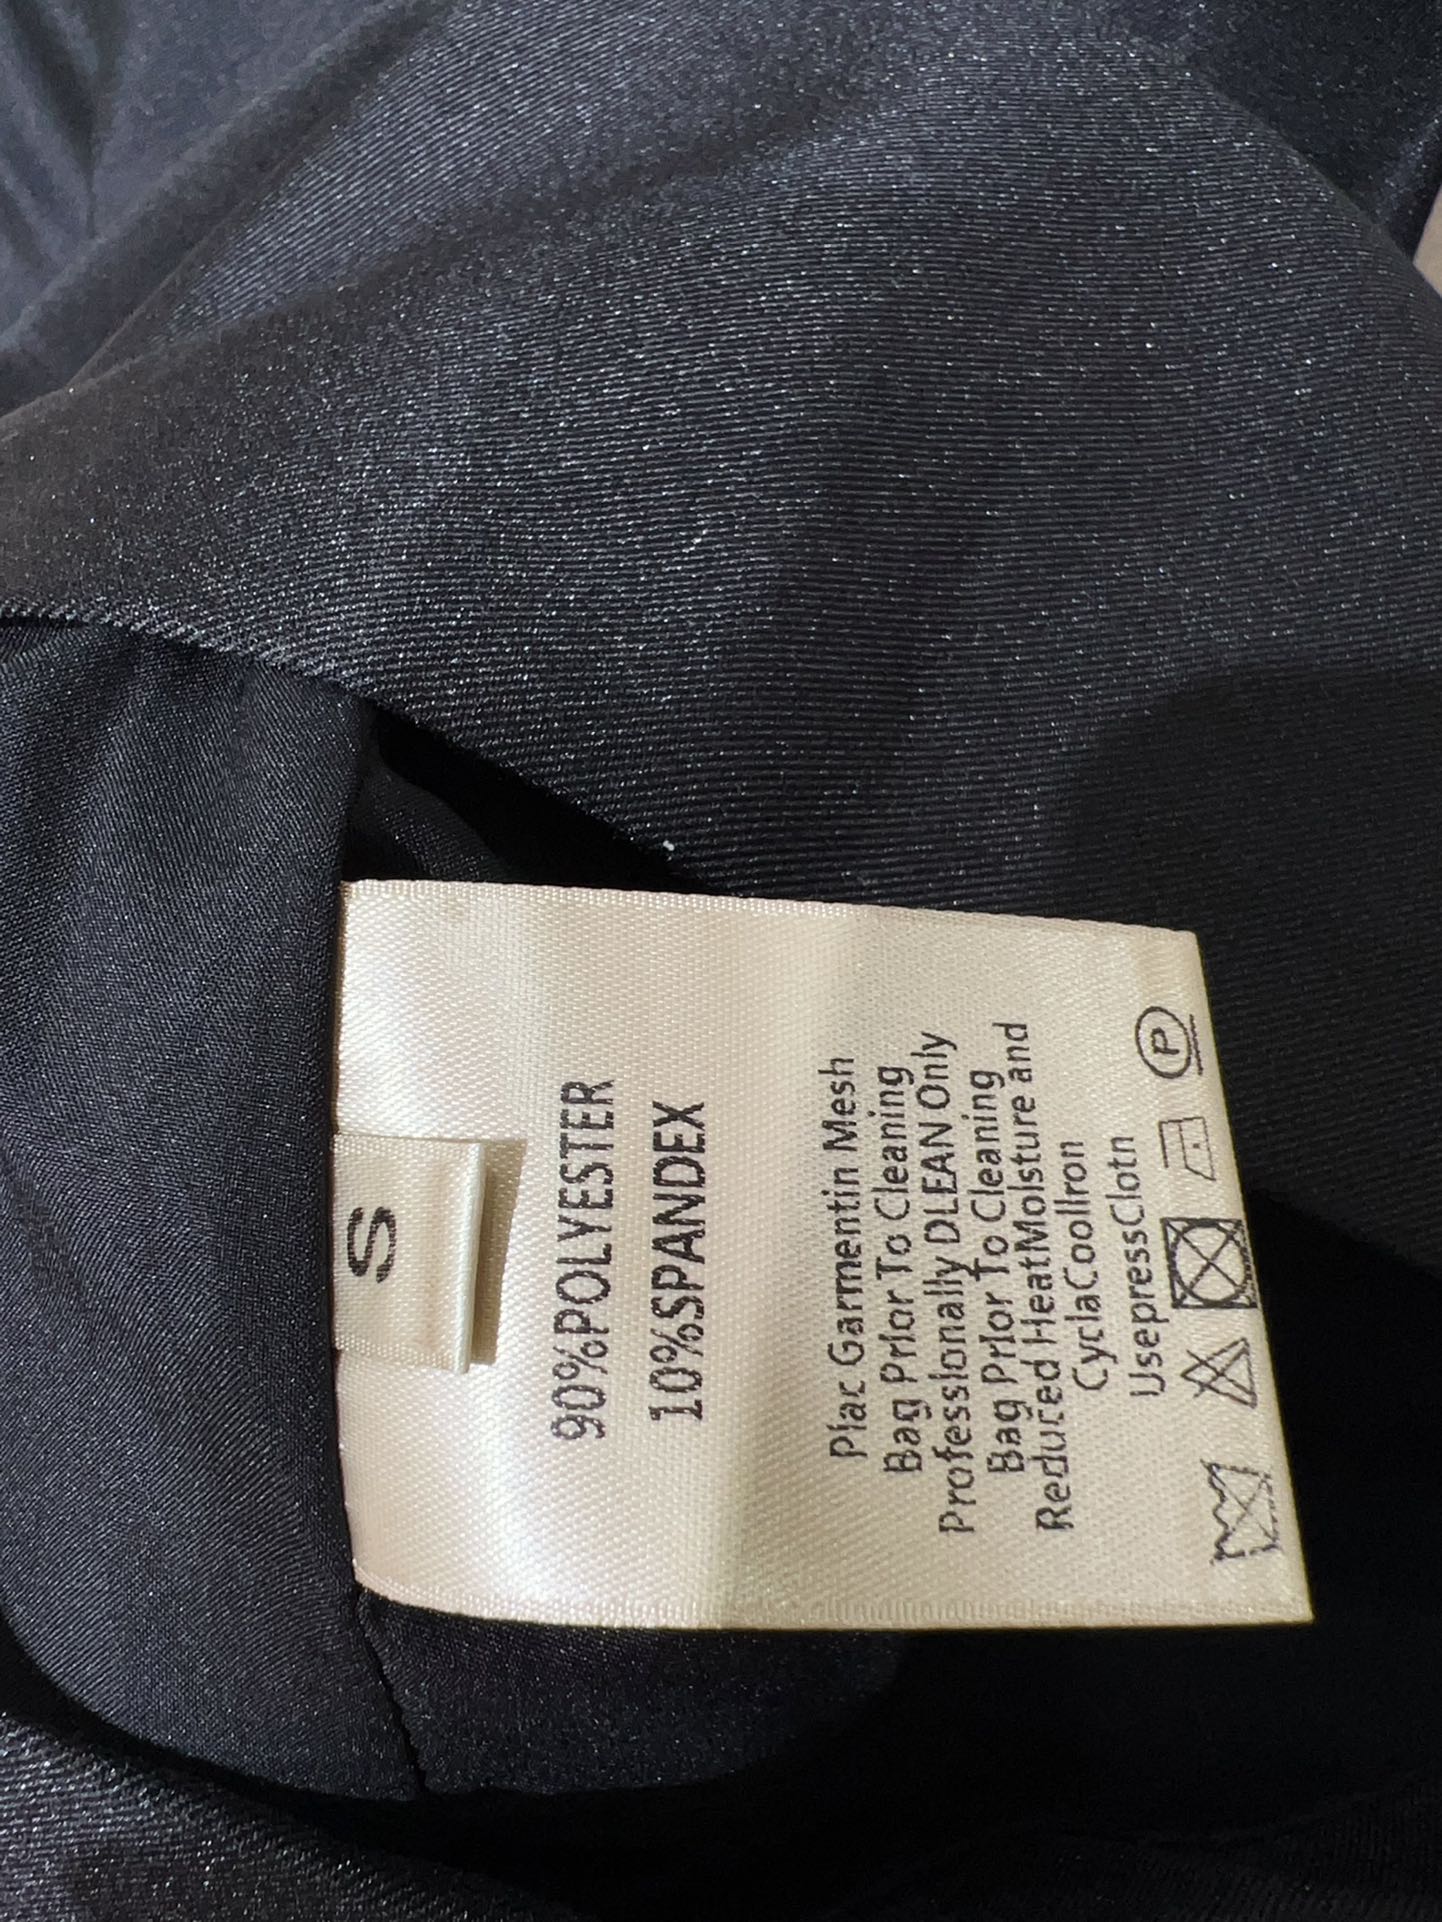 S
90%POLYESTER
10%SPANDEX
Plac Garmentin Mesh
Bag Prlor To Cleaning
Professlonally DLEAN Only
Bag Prlor To Cleaning
Reduced HeatMolsture and
CyclaCoolIron
UsepressClotn
P